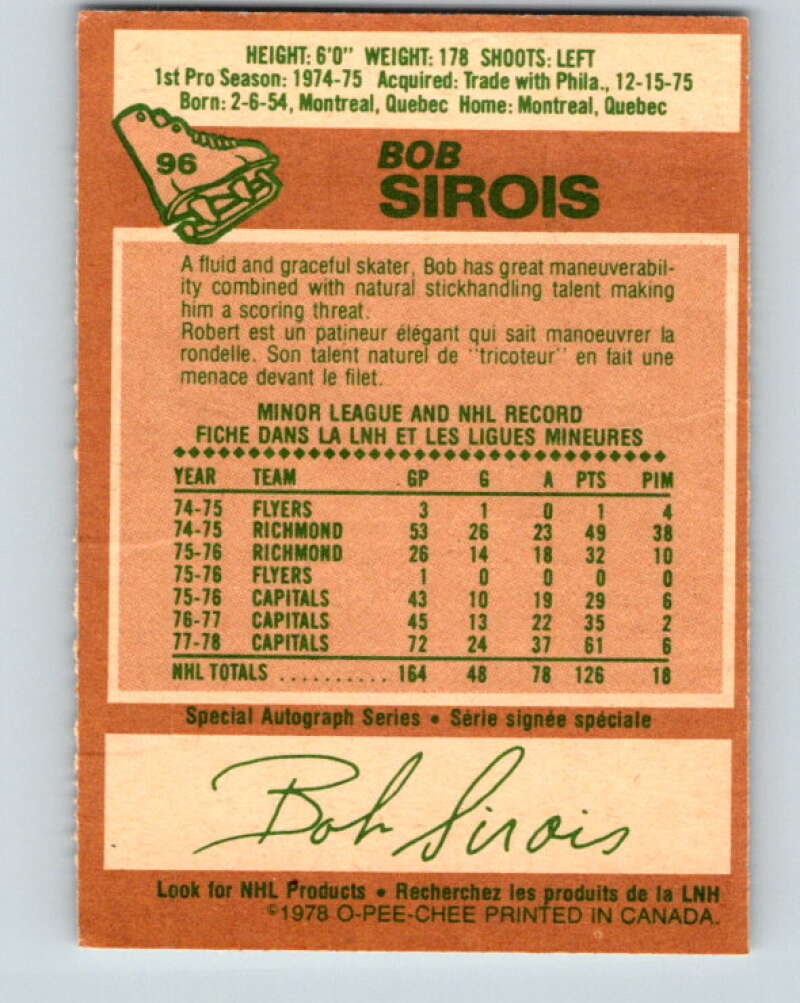 HEIGHT: 6'0" WEIGHT: 178 SHOOTS: LEFT
1st Pro Season: 1974-75 Acquired: Trade with Phila., 12-15-75
Born: 2-6-54, Montreal, Quebec Home: Montreal, Quebec
96
BOB
SIROIS
A fluid and graceful skater, Bob has great maneuverabil-
ity combined with natural stickhandling talent making
him a scoring threat.
Robert est un patineur élégant qui sait manoeuvrer la
rondelle. Son talent naturel de "tricoteur" en fait une
menace devant le filet.
MINOR LEAGUE AND NHL RECORD
FICHE DANS LA LNH ET LES LIGUES MINEURES
YEAR TEAM GP G A PTS PIM
74-75 FLYERS 3 1 0 1 4
74-75 RICHMOND 53 26 23 49 38
75-76 RICHMOND 26 14 18 32 10
75-76 FLYERS 1 0 0 0 0
75-76 CAPITALS 43 10 19 29 6
76-77 CAPITALS 45 13 22 35 2
77-78 CAPITALS 72 24 37 61 6
NHL TOTALS .......... 164 48 78 126 18
Special Autograph Series • Série signée spéciale
Bob Sirois
Look for NHL Products • Recherchez les produits de la LNH
©1978 O-PEE-CHEE PRINTED IN CANADA.